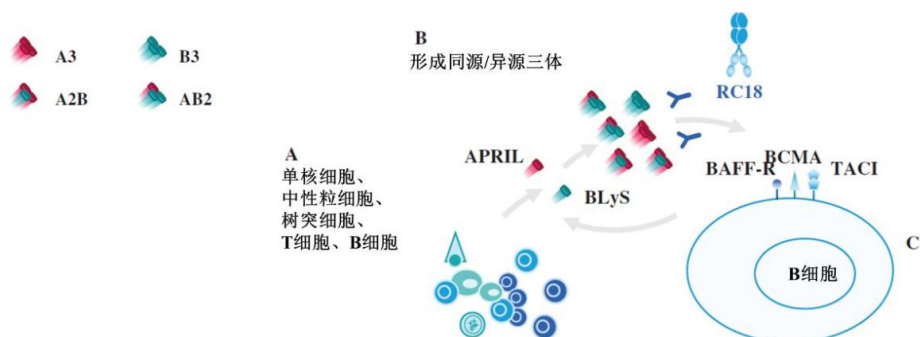 A3
B3
A2B
AB2
B
形成同源/异源三体
RC18
A
单核细胞、
中性粒细胞、
树突细胞、
T细胞、B细胞
APRIL
BLyS
BCMA
BAFF-R
TACI
C
B细胞